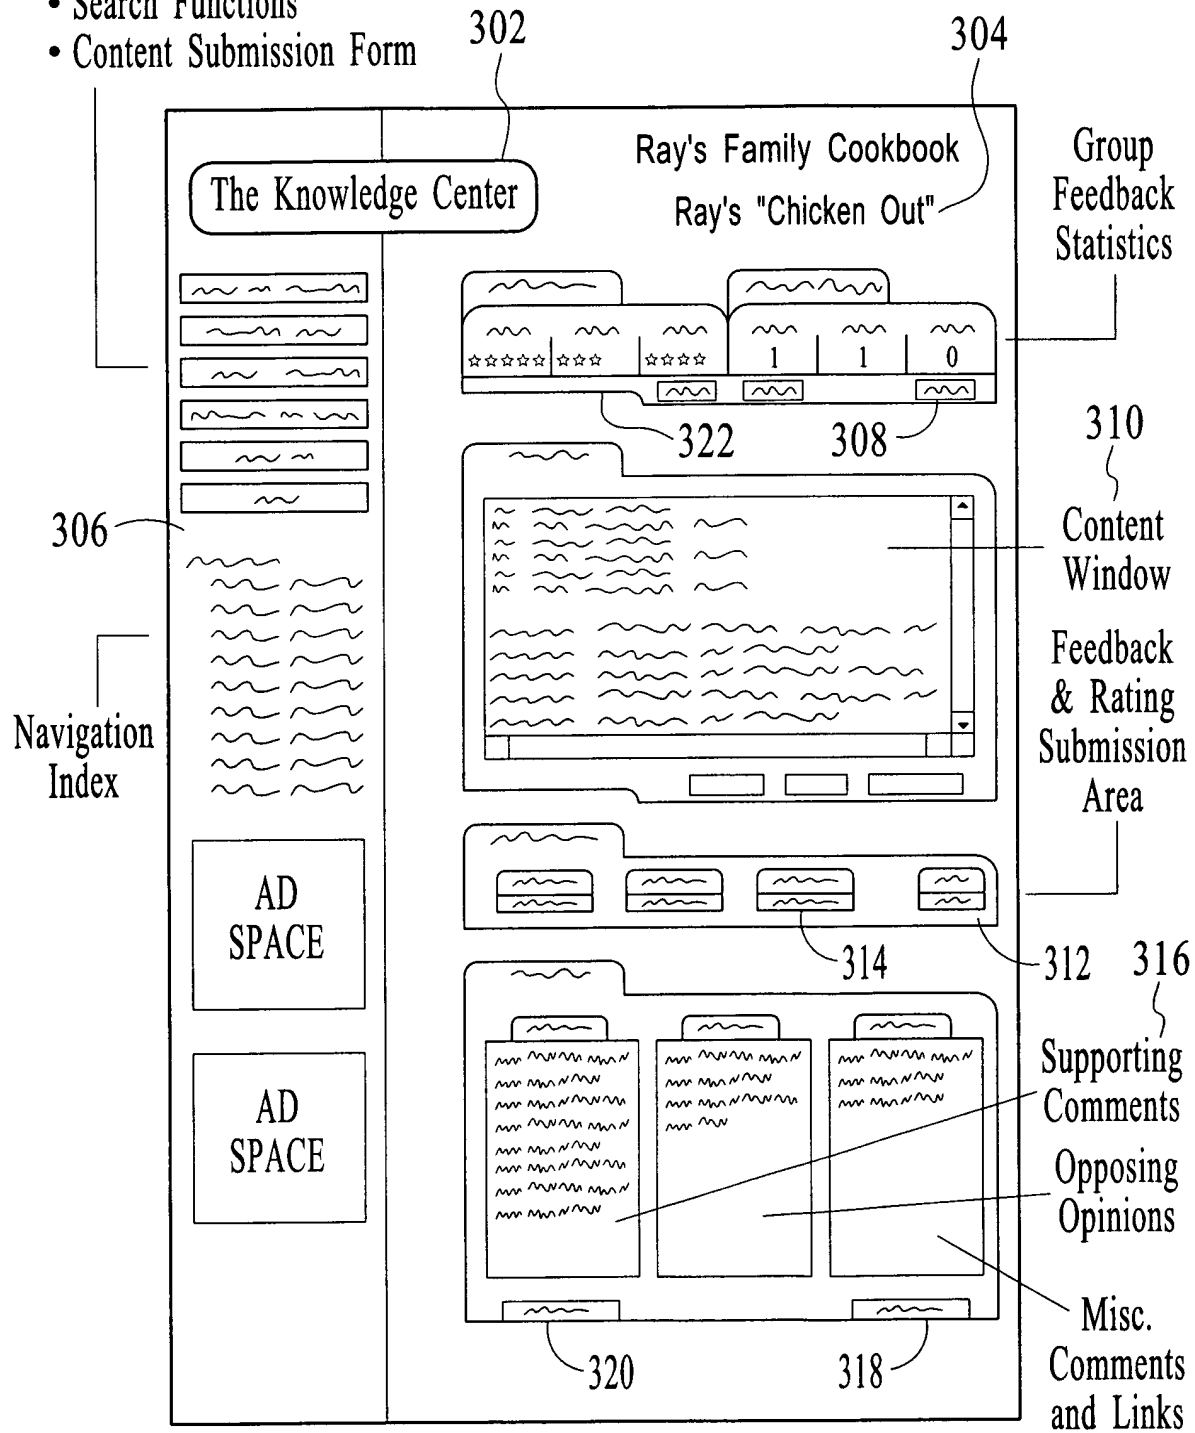 • Search Functions
• Content Submission Form
302
304
The Knowledge Center
Ray's Family Cookbook
Ray's "Chicken Out"
Group
Feedback
Statistics
☆☆☆☆☆ ☆☆☆ ☆☆☆☆ 1 1 0
322
308
310
306
Content
Window
Navigation
Index
Feedback
& Rating
Submission
Area
AD
SPACE
314
312
316
AD
SPACE
Supporting
Comments
Opposing
Opinions
Misc.
Comments
and Links
320
318